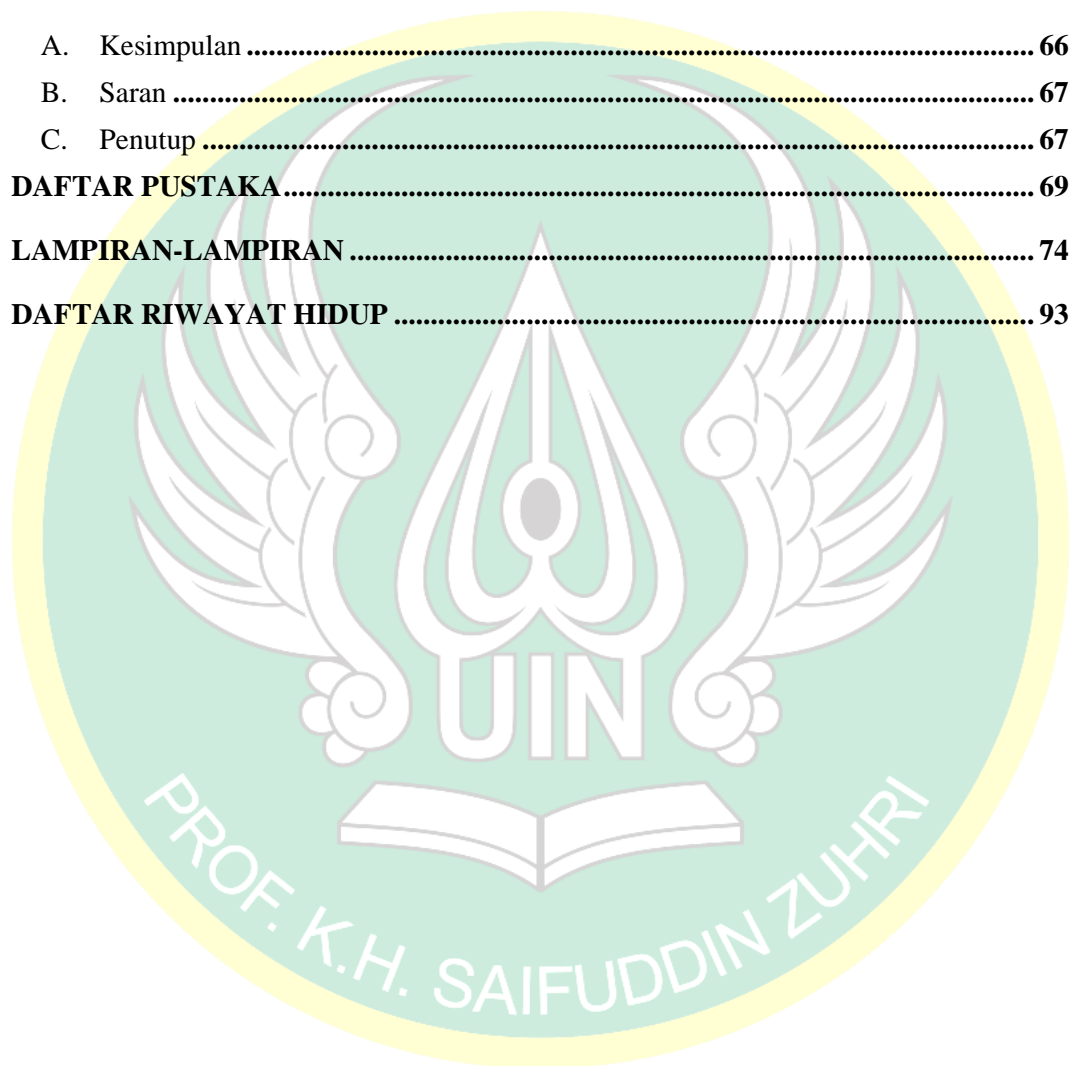 A. Kesimpulan ........................................................................................................... 66
B. Saran ..................................................................................................................... 67
C. Penutup ................................................................................................................. 67
DAFTAR PUSTAKA ...................................................................................................... 69
LAMPIRAN-LAMPIRAN ............................................................................................. 74
DAFTAR RIWAYAT HIDUP ....................................................................................... 93
UIN
PROF. K.H. SAIFUDDIN ZUHRI